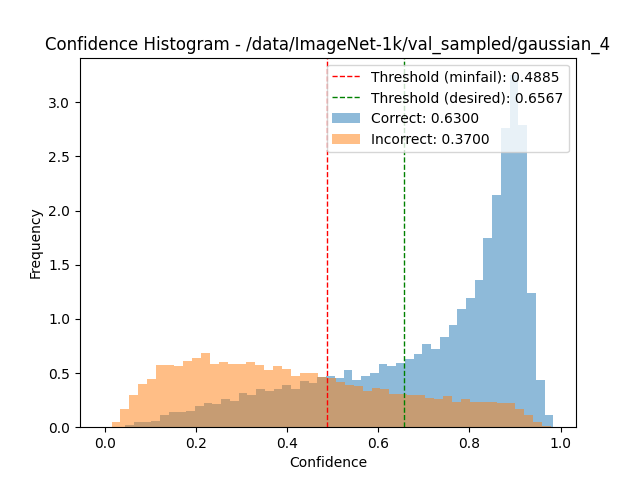 Confidence Histogram - /data/ImageNet-1k/val_sampled/gaussian_4
Threshold (minfail): 0.4885
Threshold (desired): 0.6567
Correct: 0.6300
Incorrect: 0.3700
Frequency
3.0
2.5
2.0
1.5
1.0
0.5
0.0
0.0 0.2 0.4 0.6 0.8 1.0
Confidence